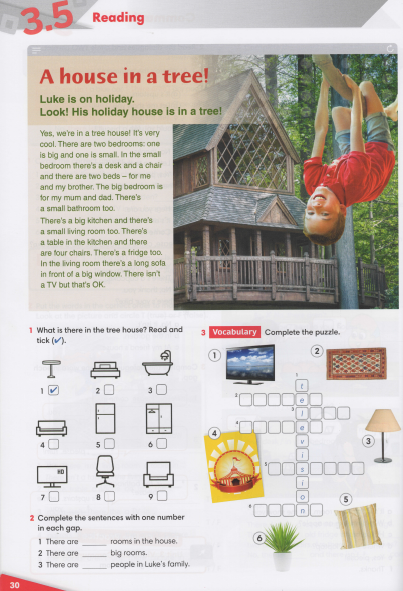 3.5 Reading
A house in a tree!
Luke is on holiday.
Look! His holiday house is in a tree!
Yes, we're in a tree house! It's very
cool. There are two bedrooms: one
is big and one is small. In the small
bedroom there's a desk and a chair
and there are two beds – for me
and my brother. The big bedroom is
for my mum and dad. There's
a small bathroom too.
There's a big kitchen and there's
a small living room too. There's
a table in the kitchen and there
are four chairs. There's a fridge too.
In the living room there's a long sofa
in front of a big window. There isn't
a TV but that's OK.
1 What is there in the tree house? Read and
tick (✔).
1 ✔
2
3
4
5
6
HD
7
8
9
2 Complete the sentences with one number
in each gap.
1 There are ______ rooms in the house.
2 There are ______ big rooms.
3 There are ______ people in Luke's family.
3 Vocabulary Complete the puzzle.
1
2
3
4
5
6
1
t
2 e
3 l
4 e
v
i
5 s
i
o
6 n
30